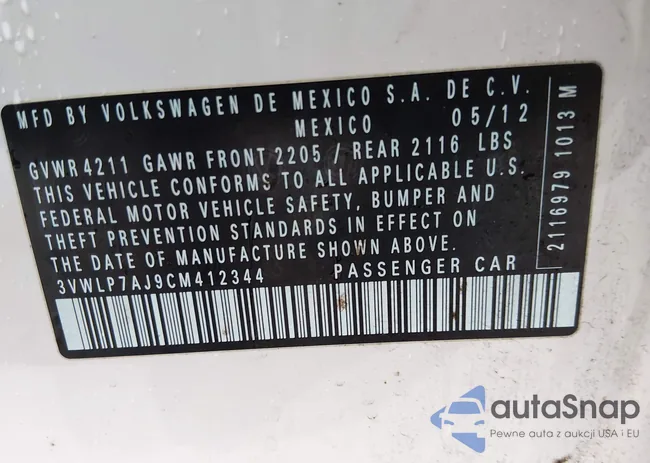 MFD BY VOLKSWAGEN DE MEXICO S.A. DE C.V.
MEXICO 05/12
GVWR 4211 GAWR FRONT 2205 / REAR 2116 LBS
THIS VEHICLE CONFORMS TO ALL APPLICABLE U.S.
FEDERAL MOTOR VEHICLE SAFETY, BUMPER AND
THEFT PREVENTION STANDARDS IN EFFECT ON
THE DATE OF MANUFACTURE SHOWN ABOVE.
3VWLP7AJ9CM412344 PASSENGER CAR
2116979 1013 M
autoSnap
Pewne auta z aukcji USA i EU